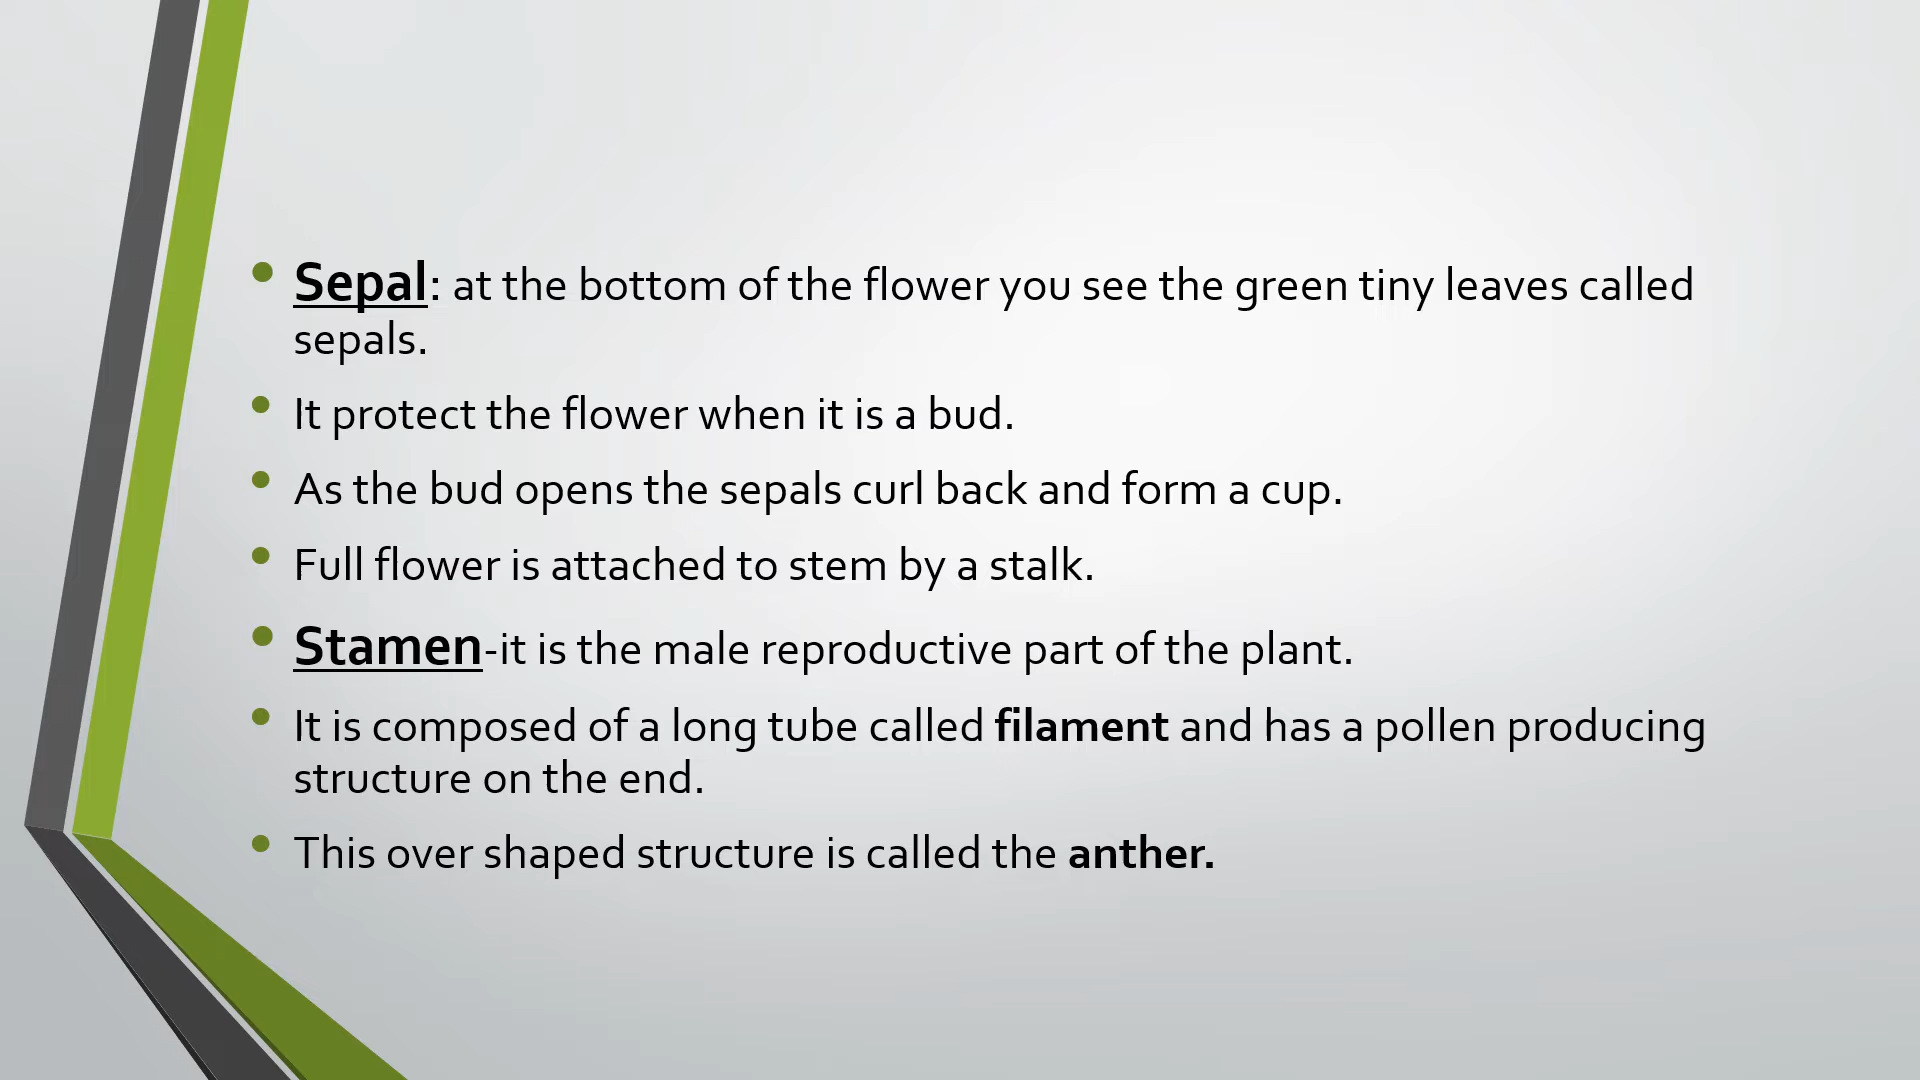 • Sepal: at the bottom of the flower you see the green tiny leaves called
sepals.
• It protect the flower when it is a bud.
• As the bud opens the sepals curl back and form a cup.
• Full flower is attached to stem by a stalk.
• Stamen-it is the male reproductive part of the plant.
• It is composed of a long tube called filament and has a pollen producing
structure on the end.
• This over shaped structure is called the anther.